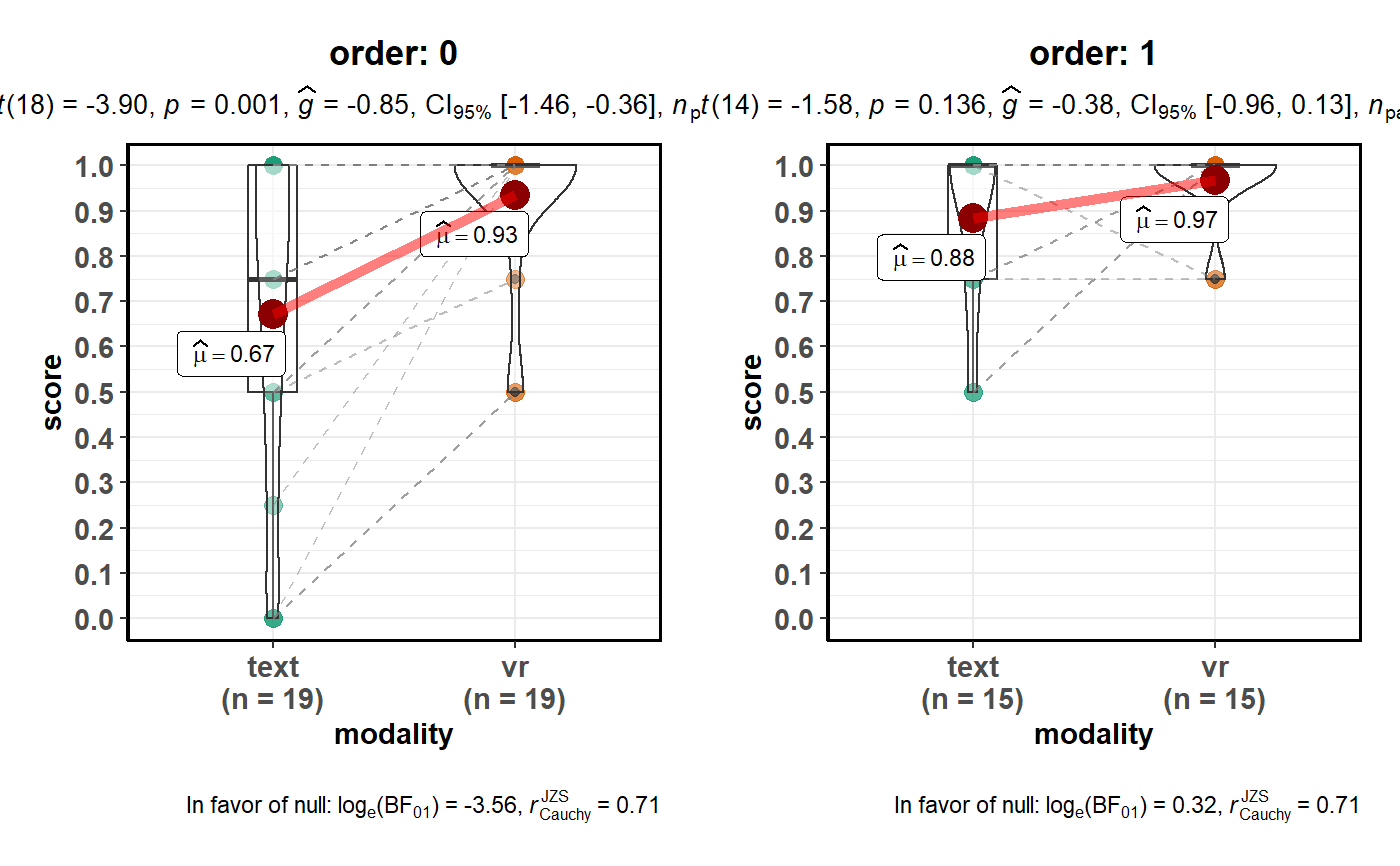 order: 0
t(18) = -3.90, p = 0.001, ĝ = -0.85, CI95% [-1.46, -0.36], np
1.0
0.9
0.8
0.7
0.6
0.5
0.4
0.3
0.2
0.1
0.0
score
μ̂ = 0.67
μ̂ = 0.93
text
(n = 19)
vr
(n = 19)
modality
In favor of null: loge(BF01) = -3.56, rJZSCauchy = 0.71
order: 1
t(14) = -1.58, p = 0.136, ĝ = -0.38, CI95% [-0.96, 0.13], npa
1.0
0.9
0.8
0.7
0.6
0.5
0.4
0.3
0.2
0.1
0.0
score
μ̂ = 0.88
μ̂ = 0.97
text
(n = 15)
vr
(n = 15)
modality
In favor of null: loge(BF01) = 0.32, rJZSCauchy = 0.71